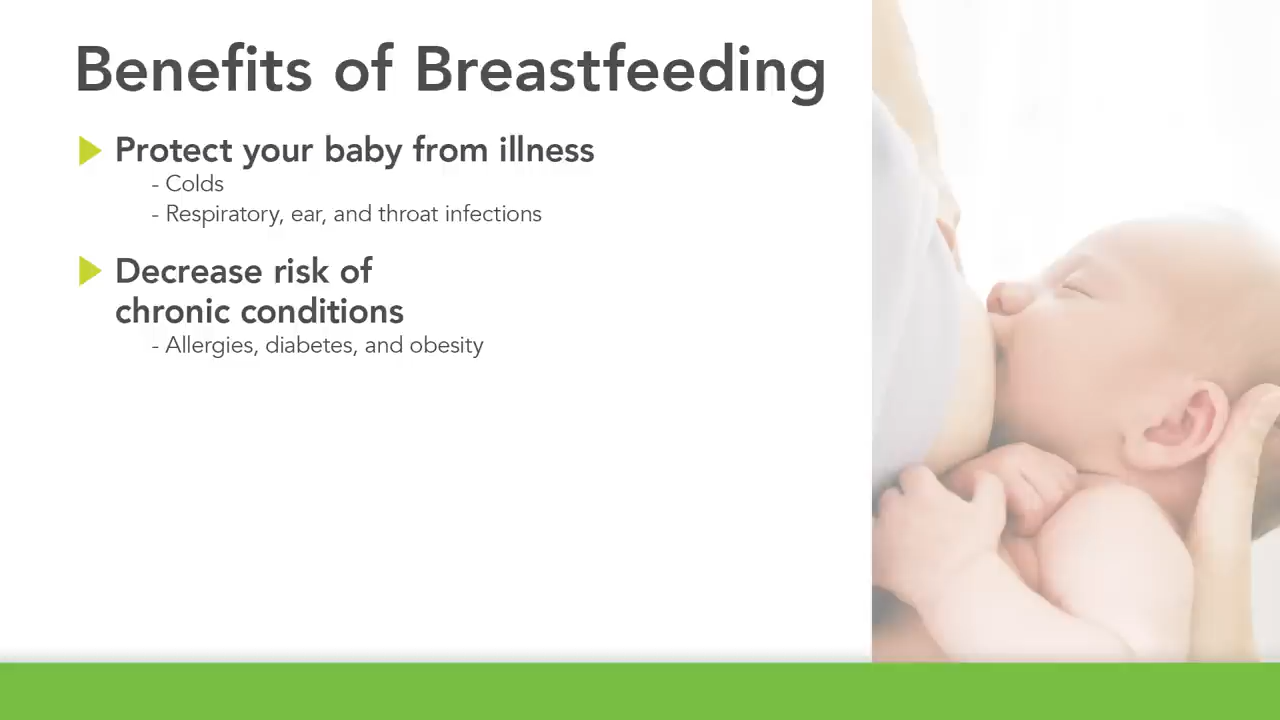 Benefits of Breastfeeding
Protect your baby from illness
- Colds
- Respiratory, ear, and throat infections
Decrease risk of
chronic conditions
- Allergies, diabetes, and obesity